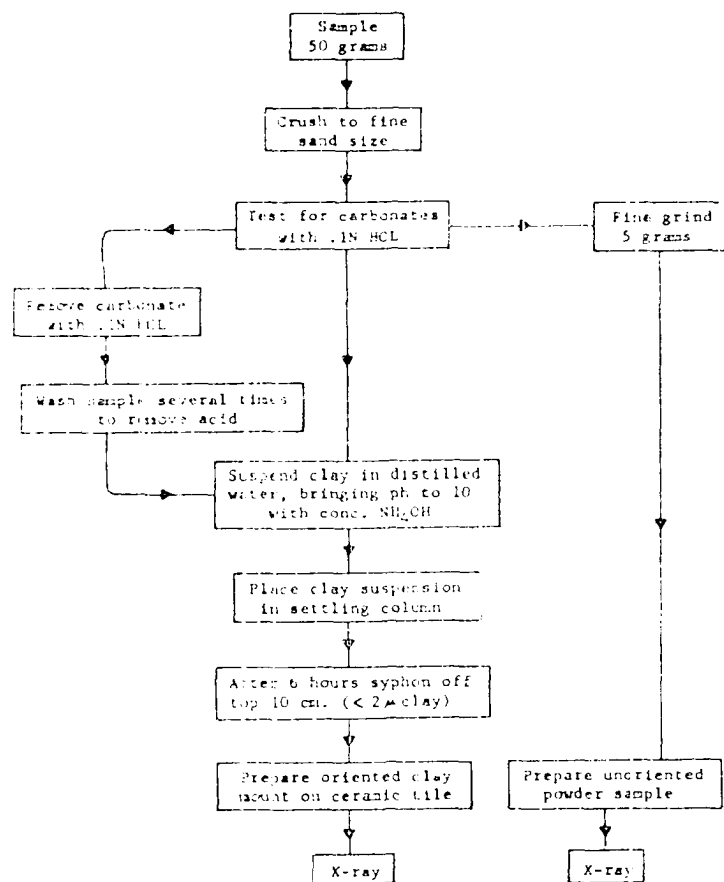 Sample
50 grams
Crush to fine
sand size
Test for carbonates
with .1N HCL
Fine grind
5 grams
Remove carbonate
with .1N HCL
Wash sample several times
to remove acid
Suspend clay in distilled
water, bringing ph to 10
with conc.
Place clay suspension
in settling column
After 6 hours syphon off
top 10 cm. (< 2μ clay)
Prepare oriented clay
mount on ceramic tile
Prepare unoriented
powder sample
X-ray
X-ray